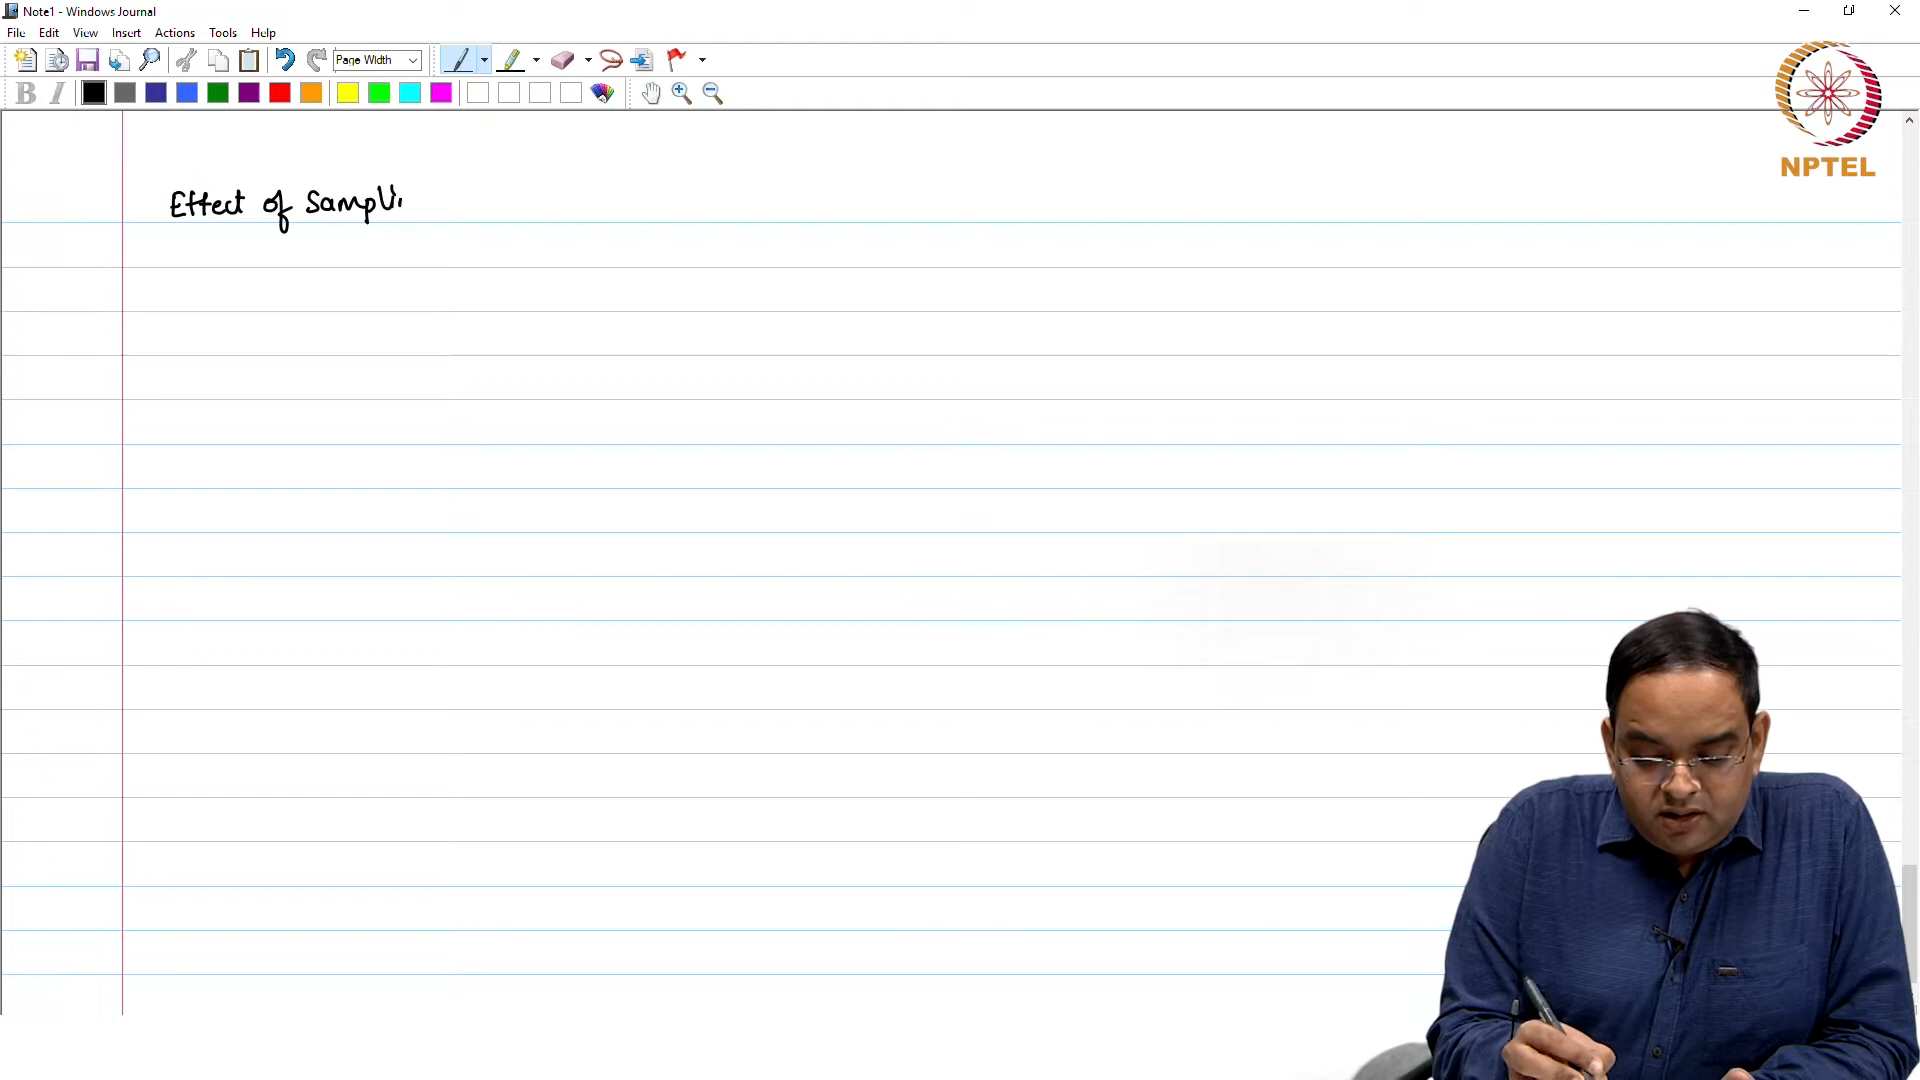 Note1 - Windows Journal
File Edit View Insert Actions Tools Help
Page Width
B I
NPTEL
Effect of Sampli